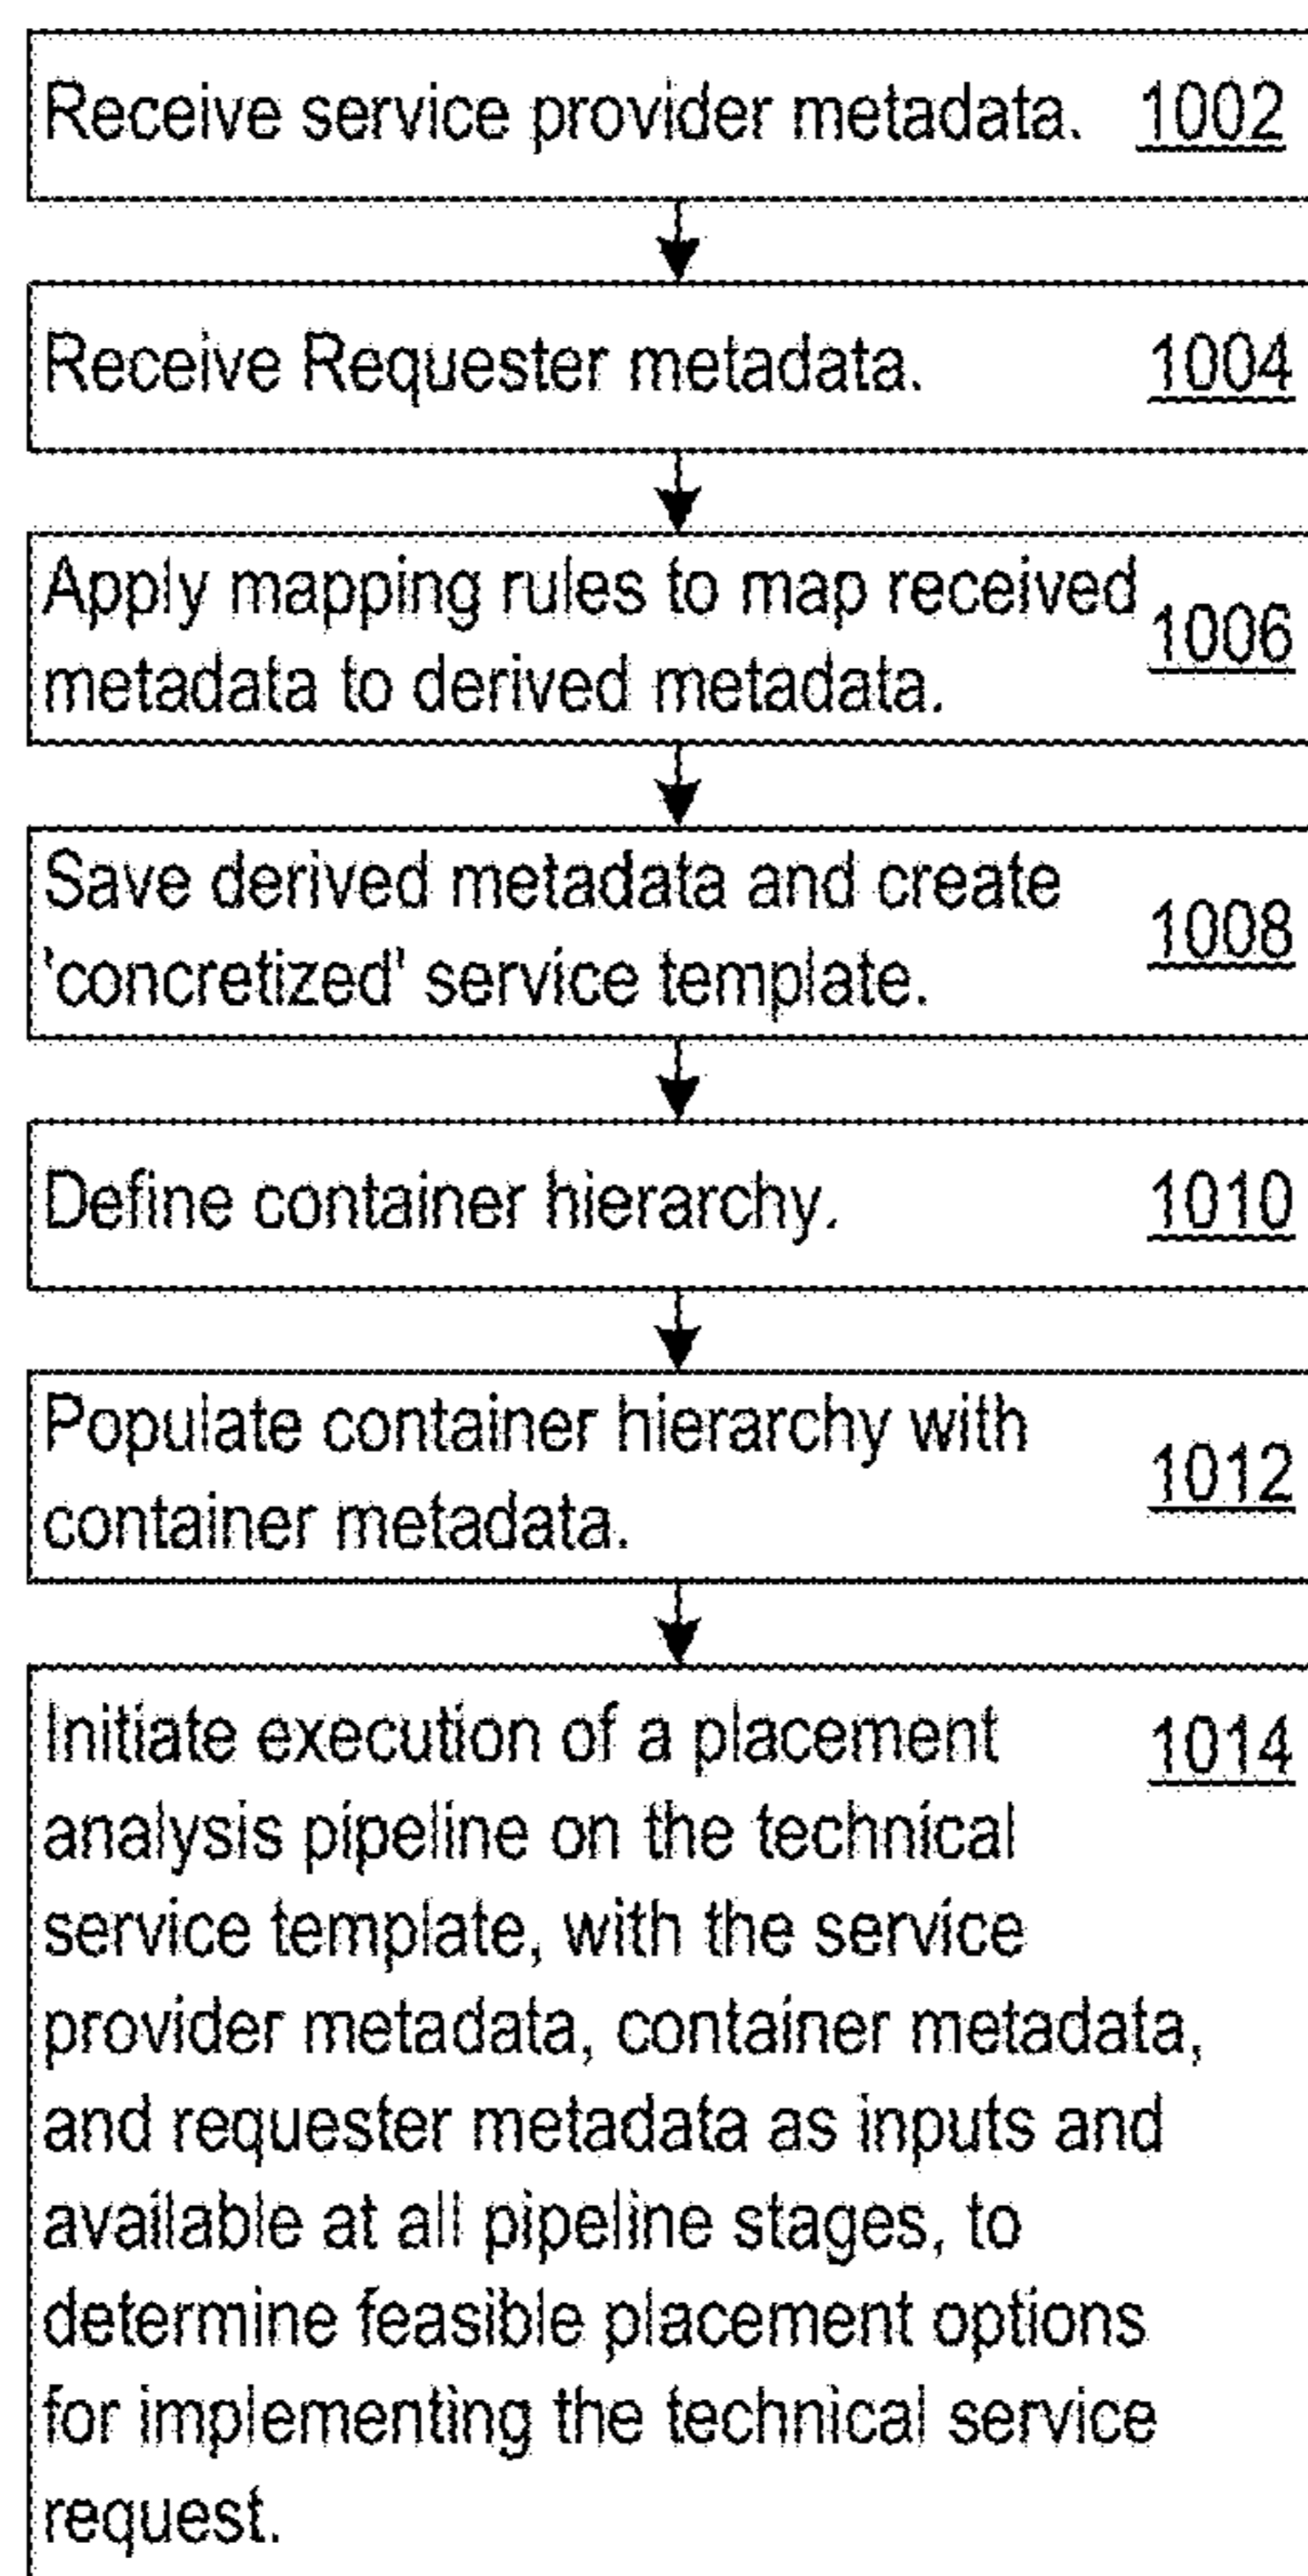 Receive service provider metadata. 1002
Receive Requester metadata. 1004
Apply mapping rules to map received
metadata to derived metadata.
1006
Save derived metadata and create
'concretized' service template.
1008
Define container hierarchy. 1010
Populate container hierarchy with
container metadata.
1012
Initiate execution of a placement 1014
analysis pipeline on the technical
service template, with the service
provider metadata, container metadata,
and requester metadata as inputs and
available at all pipeline stages, to
determine feasible placement options
for implementing the technical service
request.